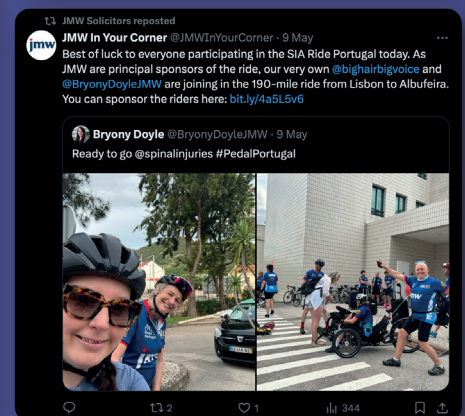 JMW Solicitors reposted
jmw JMW In Your Corner @JMWInYourCorner · 9 May
Best of luck to everyone participating in the SIA Ride Portugal today. As
JMW are principal sponsors of the ride, our very own @bighairbigvoice and
@BryonyDoyleJMW are joining in the 190-mile ride from Lisbon to Albufeira.
You can sponsor the riders here: bit.ly/4a5L5v6
Bryony Doyle @BryonyDoyleJMW · 9 May
Ready to go @spinalinjuries #PedalPortugal
2 1 344